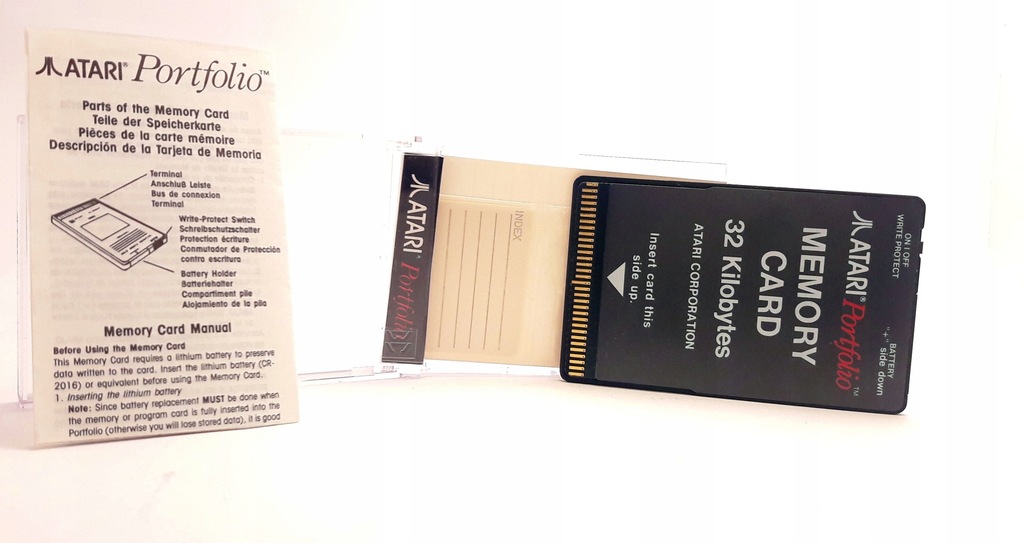 ATARI® Portfolio™
Parts of the Memory Card
Teile der Speicherkarte
Pièces de la carte mémoire
Descripción de la Tarjeta de Memoria
Terminal
Anschluß Leiste
Bus de connexion
Terminal
Write-Protect Switch
Schreibschutzschalter
Protection écriture
Conmutador de Protección
contra escritura
Battery Holder
Batteriehalter
Compartiment pile
Alojamiento de la pila
Memory Card Manual
Before Using the Memory Card
This Memory Card requires a lithium battery to preserve
data written to the card. Insert the lithium battery (CR-
2016) or equivalent before using the Memory Card.
1. Inserting the lithium battery
Note: Since battery replacement MUST be done when
the memory or program card is fully inserted into the
Portfolio (otherwise you will lose stored data), it is good
ATARI® Portfolio
INDEX
ON | OFF
WRITE PROTECT
BATTERY
"+" side down
ATARI® Portfolio™
MEMORY
CARD
32 Kilobytes
ATARI CORPORATION
Insert card this
side up.